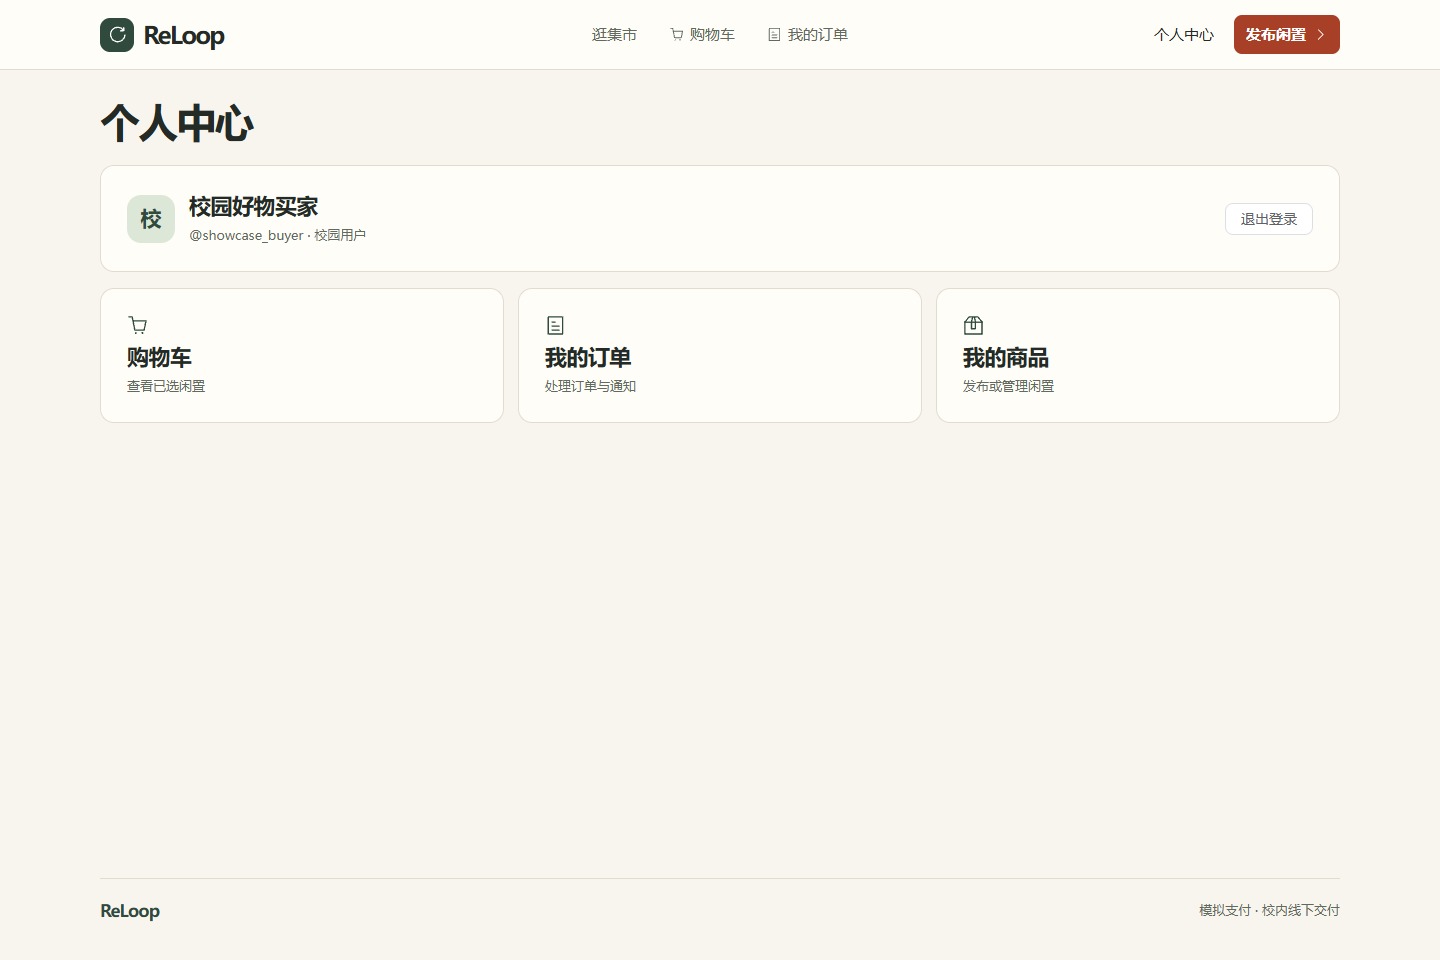 ReLoop
逛集市
购物车
我的订单
个人中心
发布闲置
个人中心
校
校园好物买家
@showcase_buyer · 校园用户
退出登录
购物车
查看已选闲置
我的订单
处理订单与通知
我的商品
发布或管理闲置
ReLoop
模拟支付 · 校内线下交付